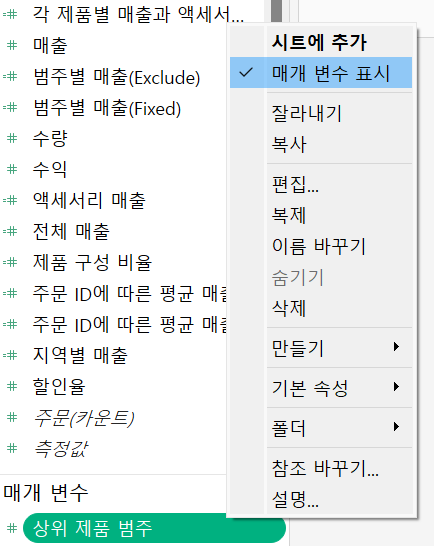 각 제품별 매출과 액세서...
매출
범주별 매출(Exclude)
범주별 매출(Fixed)
수량
수익
액세서리 매출
전체 매출
제품 구성 비율
주문 ID에 따른 평균 매출
주문 ID에 따른 평균 매출
지역별 매출
할인율
주문(카운트)
측정값
매개 변수
상위 제품 범주
시트에 추가
매개 변수 표시
잘라내기
복사
편집...
복제
이름 바꾸기
숨기기
삭제
만들기
기본 속성
폴더
참조 바꾸기...
설명...